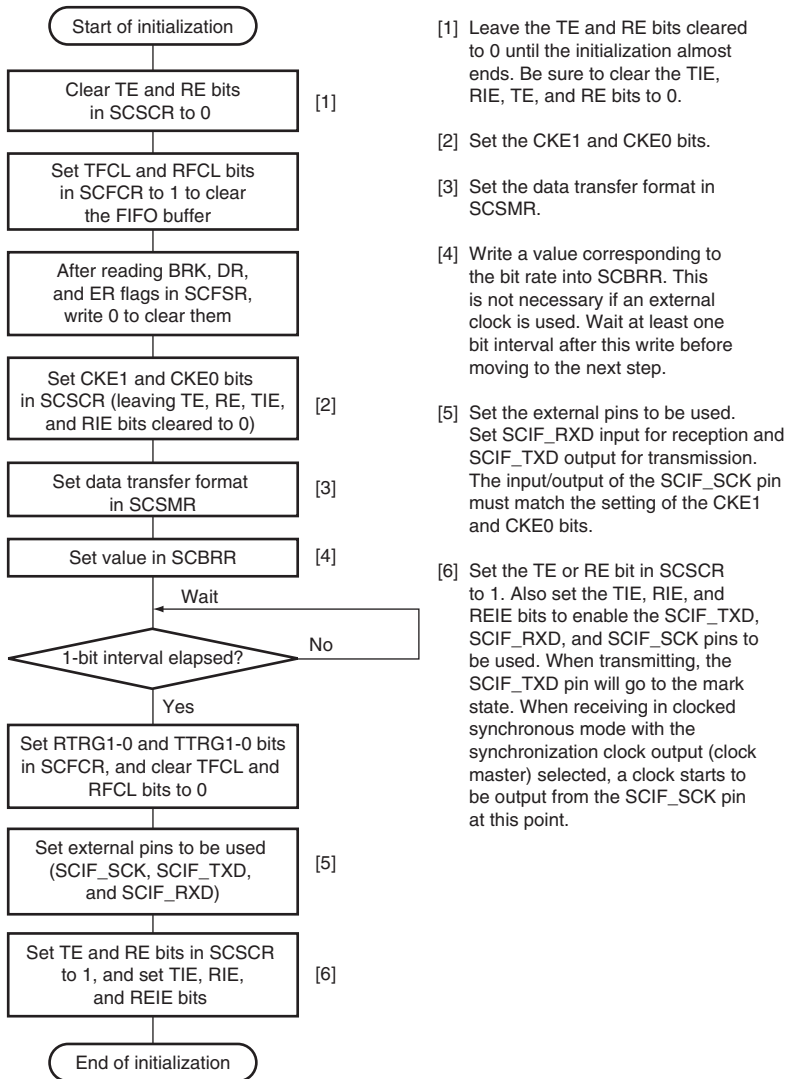 Start of initialization
Clear TE and RE bits
in SCSCR to 0
[1]
Set TFCL and RFCL bits
in SCFCR to 1 to clear
the FIFO buffer
After reading BRK, DR,
and ER flags in SCFSR,
write 0 to clear them
Set CKE1 and CKE0 bits
in SCSCR (leaving TE, RE, TIE,
and RIE bits cleared to 0)
[2]
Set data transfer format
in SCSMR
[3]
Set value in SCBRR
[4]
Wait
1-bit interval elapsed?
No
Yes
Set RTRG1-0 and TTRG1-0 bits
in SCFCR, and clear TFCL and
RFCL bits to 0
Set external pins to be used
(SCIF_SCK, SCIF_TXD,
and SCIF_RXD)
[5]
Set TE and RE bits in SCSCR
to 1, and set TIE, RIE,
and REIE bits
[6]
End of initialization
[1] Leave the TE and RE bits cleared
to 0 until the initialization almost
ends. Be sure to clear the TIE,
RIE, TE, and RE bits to 0.
[2] Set the CKE1 and CKE0 bits.
[3] Set the data transfer format in
SCSMR.
[4] Write a value corresponding to
the bit rate into SCBRR. This
is not necessary if an external
clock is used. Wait at least one
bit interval after this write before
moving to the next step.
[5] Set the external pins to be used.
Set SCIF_RXD input for reception and
SCIF_TXD output for transmission.
The input/output of the SCIF_SCK pin
must match the setting of the CKE1
and CKE0 bits.
[6] Set the TE or RE bit in SCSCR
to 1. Also set the TIE, RIE, and
REIE bits to enable the SCIF_TXD,
SCIF_RXD, and SCIF_SCK pins to
be used. When transmitting, the
SCIF_TXD pin will go to the mark
state. When receiving in clocked
synchronous mode with the
synchronization clock output (clock
master) selected, a clock starts to
be output from the SCIF_SCK pin
at this point.